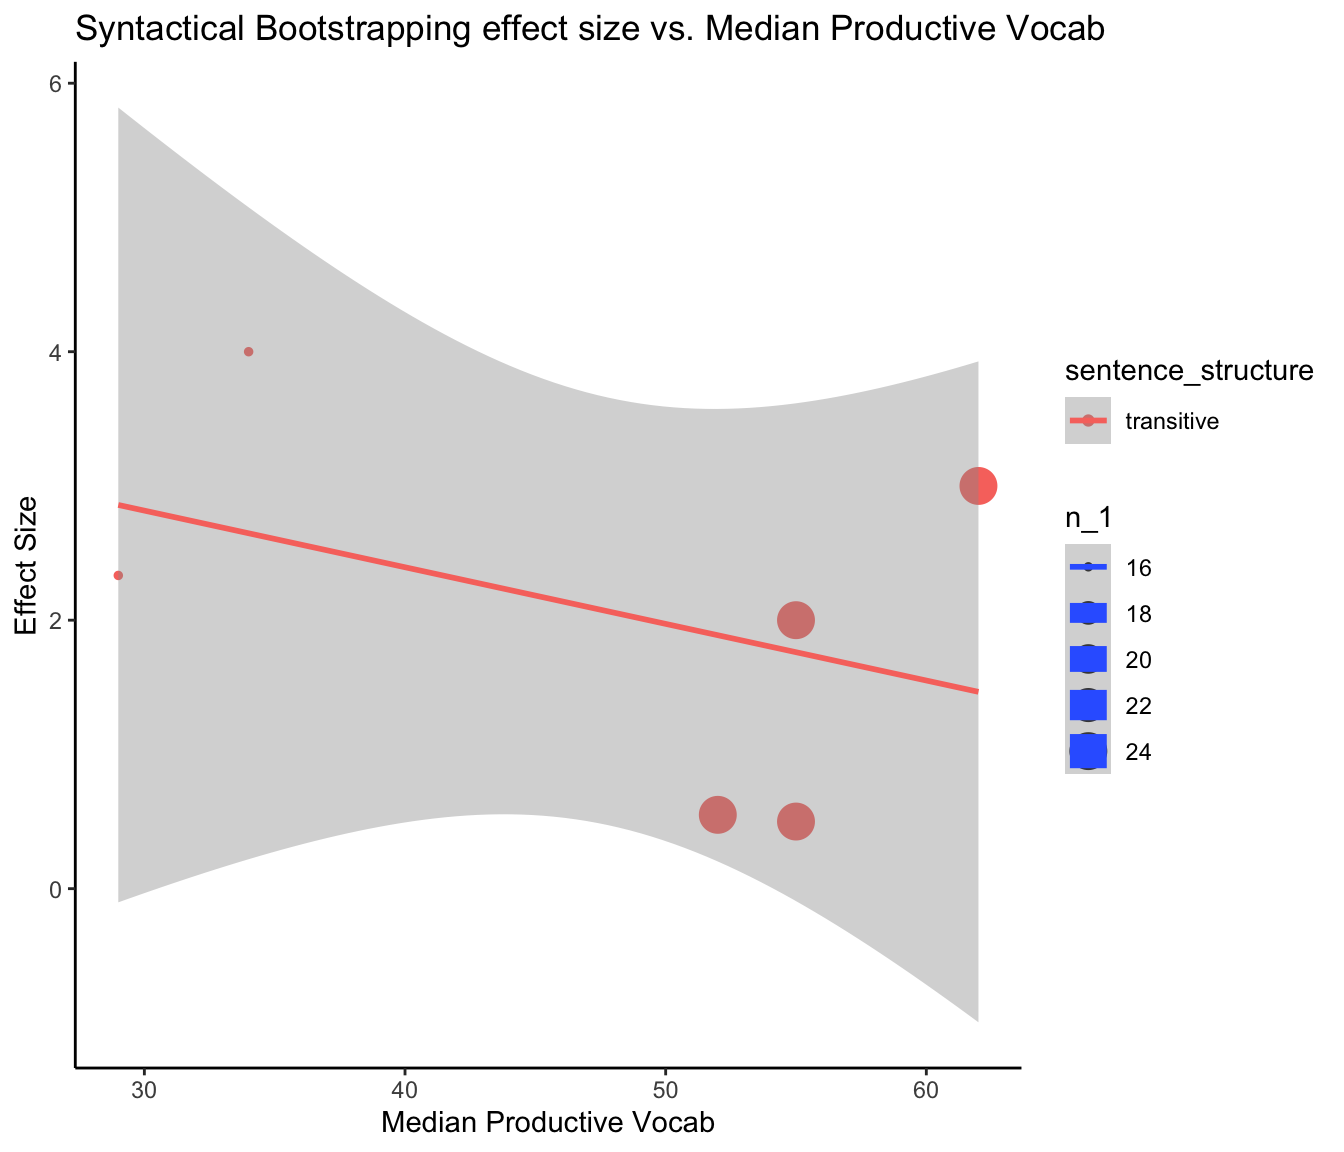 Syntactical Bootstrapping effect size vs. Median Productive Vocab
6
4
2
0
Effect Size
30 40 50 60
Median Productive Vocab
sentence_structure
transitive
n_1
16
18
20
22
24